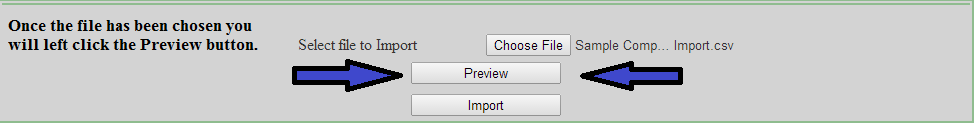 Once the file has been chosen you
will left click the Preview button.
Select file to Import
Choose File
Sample Comp... Import.csv
Preview
Import